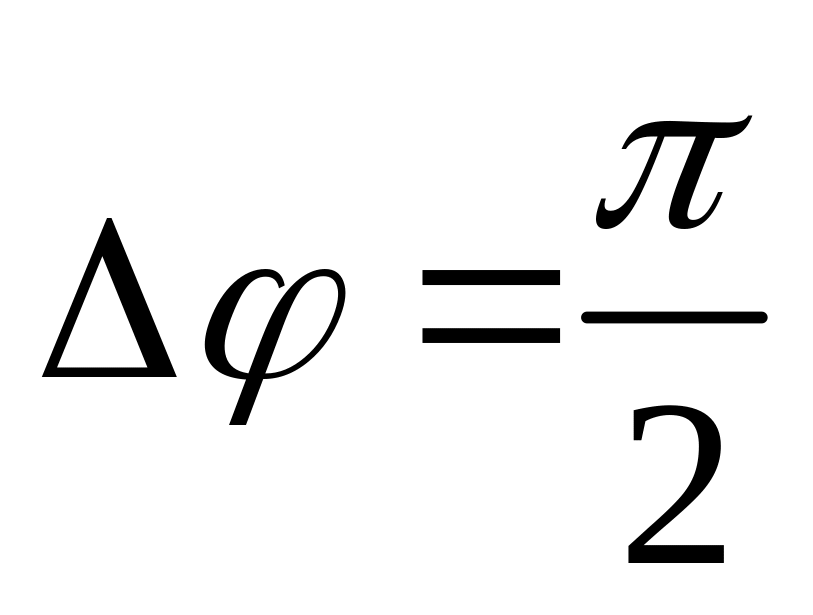 Δφ = π/2